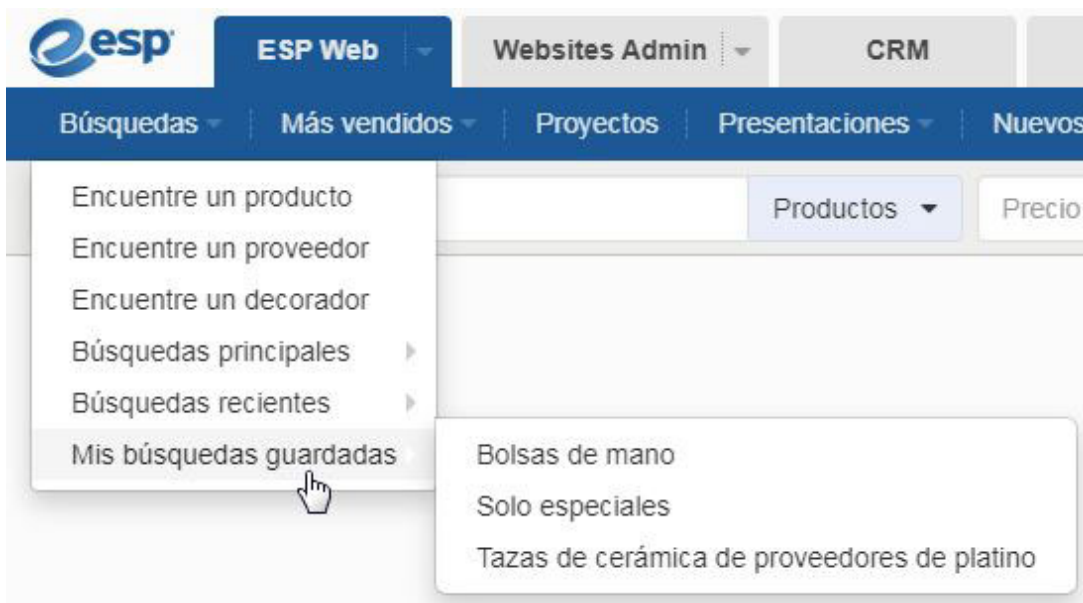 esp ESP Web Websites Admin CRM
Búsquedas Más vendidos Proyectos Presentaciones Nuevos
Productos Precio
Encuentre un producto
Encuentre un proveedor
Encuentre un decorador
Búsquedas principales
Búsquedas recientes
Mis búsquedas guardadas
Bolsas de mano
Solo especiales
Tazas de cerámica de proveedores de platino